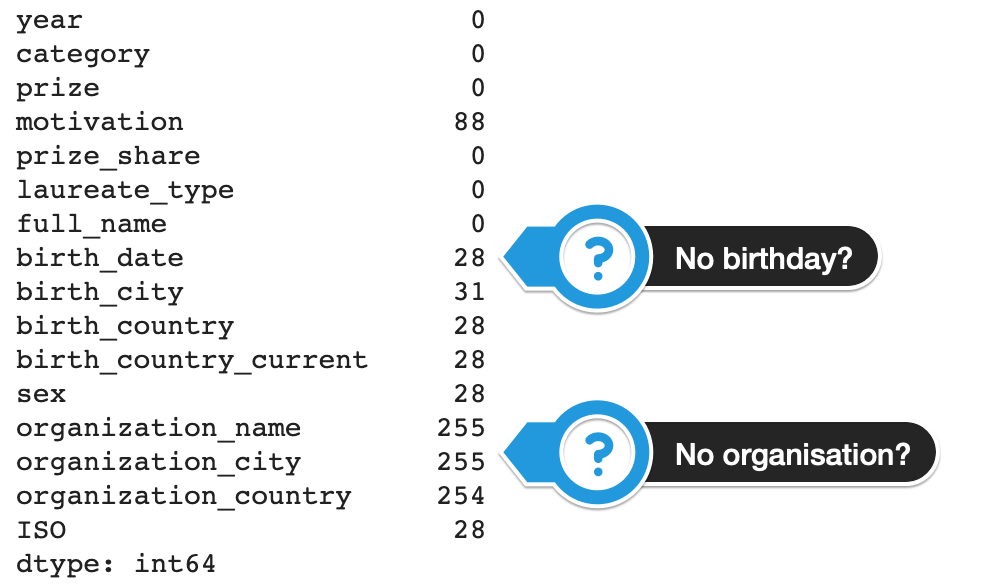 year 0
category 0
prize 0
motivation 88
prize_share 0
laureate_type 0
full_name 0
birth_date 28
? No birthday?
birth_city 31
birth_country 28
birth_country_current 28
sex 28
organization_name 255
organization_city 255
? No organisation?
organization_country 254
ISO 28
dtype: int64